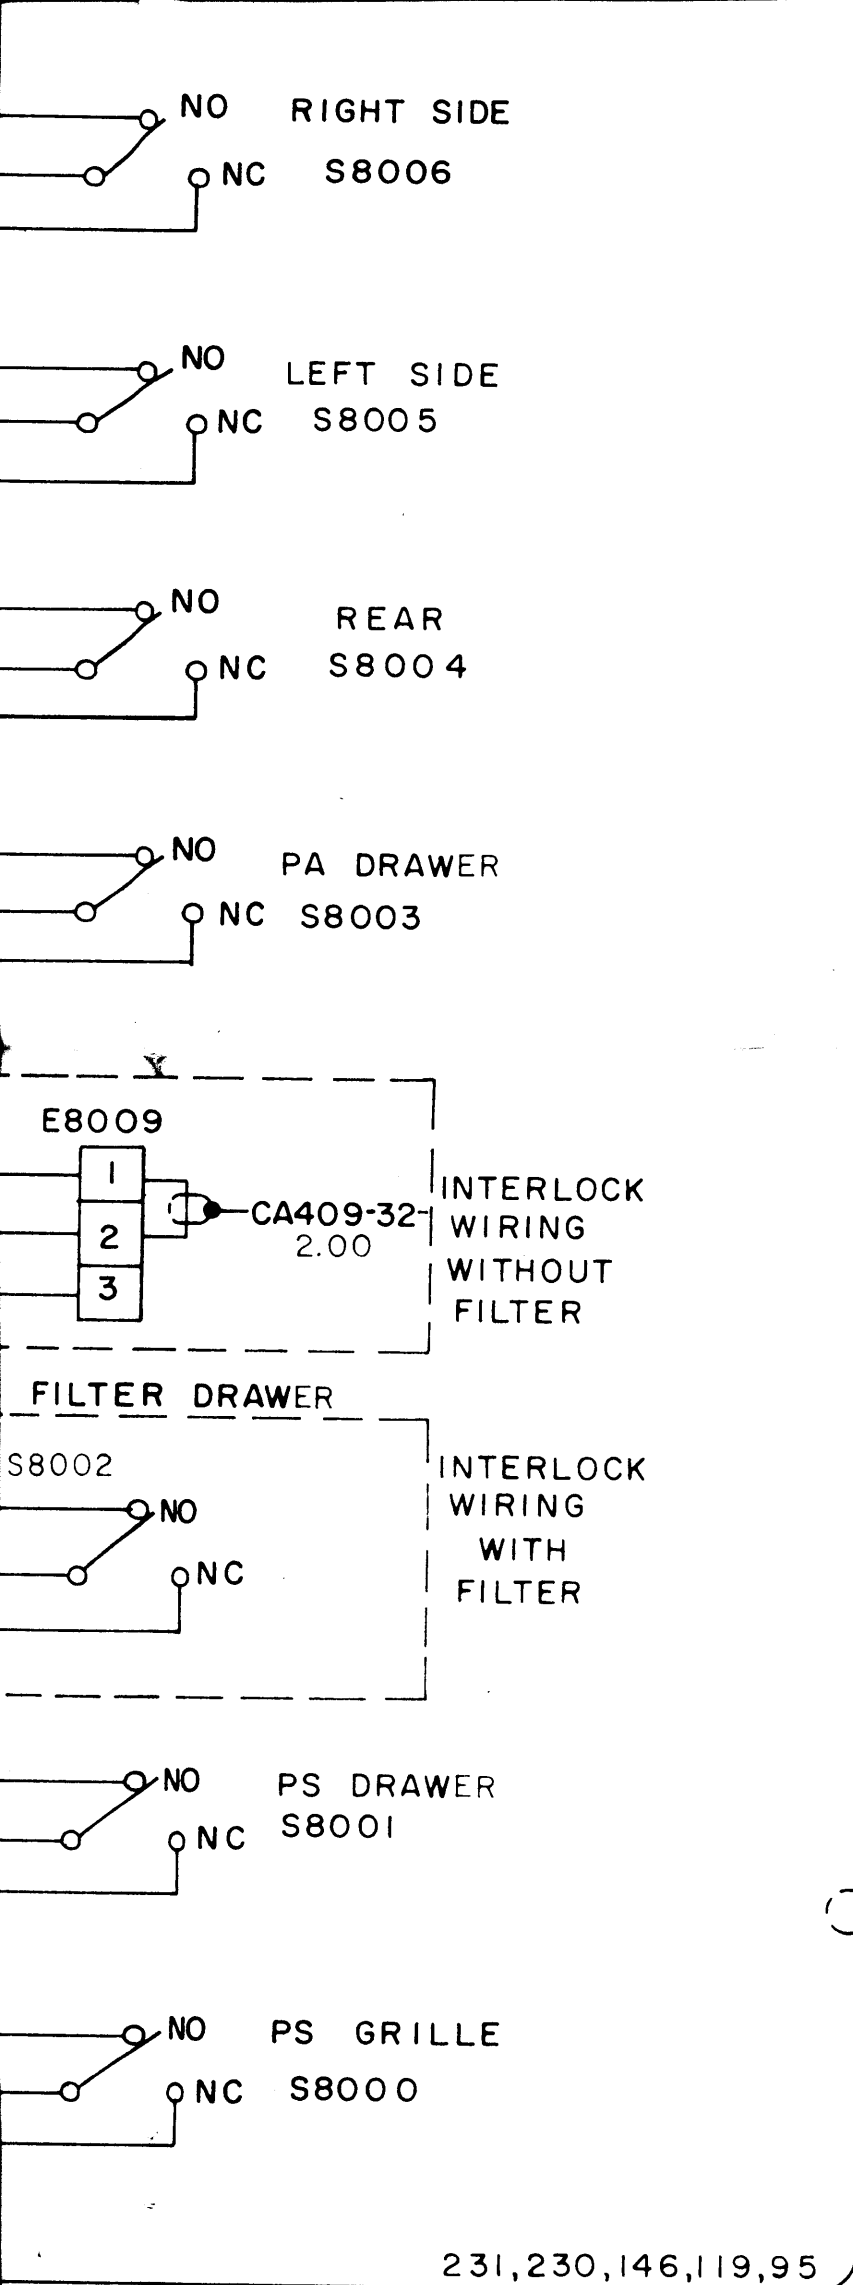 NO RIGHT SIDE
NC S8006
NO LEFT SIDE
NC S8005
NO REAR
NC S8004
NO PA DRAWER
NC S8003
E8009
1
2
3
CA409-32
2.00
INTERLOCK
WIRING
WITHOUT
FILTER
FILTER DRAWER
S8002
NO
NC
INTERLOCK
WIRING
WITH
FILTER
NO PS DRAWER
NC S8001
NO PS GRILLE
NC S8000
231,230,146,119,95